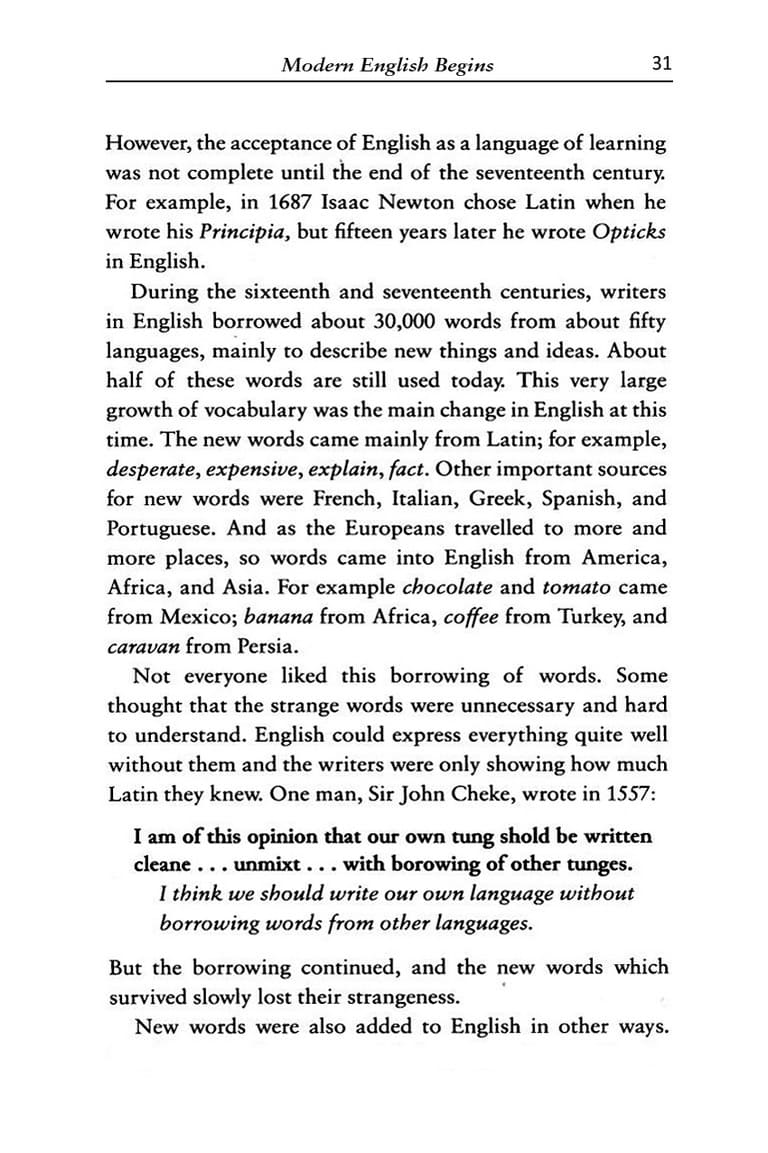 Modern English Begins 31
However, the acceptance of English as a language of learning
was not complete until the end of the seventeenth century.
For example, in 1687 Isaac Newton chose Latin when he
wrote his Principia, but fifteen years later he wrote Opticks
in English.
During the sixteenth and seventeenth centuries, writers
in English borrowed about 30,000 words from about fifty
languages, mainly to describe new things and ideas. About
half of these words are still used today. This very large
growth of vocabulary was the main change in English at this
time. The new words came mainly from Latin; for example,
desperate, expensive, explain, fact. Other important sources
for new words were French, Italian, Greek, Spanish, and
Portuguese. And as the Europeans travelled to more and
more places, so words came into English from America,
Africa, and Asia. For example chocolate and tomato came
from Mexico; banana from Africa, coffee from Turkey, and
caravan from Persia.
Not everyone liked this borrowing of words. Some
thought that the strange words were unnecessary and hard
to understand. English could express everything quite well
without them and the writers were only showing how much
Latin they knew. One man, Sir John Cheke, wrote in 1557:
I am of this opinion that our own tung shold be written
cleane . . . unmixt . . . with borowing of other tunges.
I think we should write our own language without
borrowing words from other languages.
But the borrowing continued, and the new words which
survived slowly lost their strangeness.
New words were also added to English in other ways.